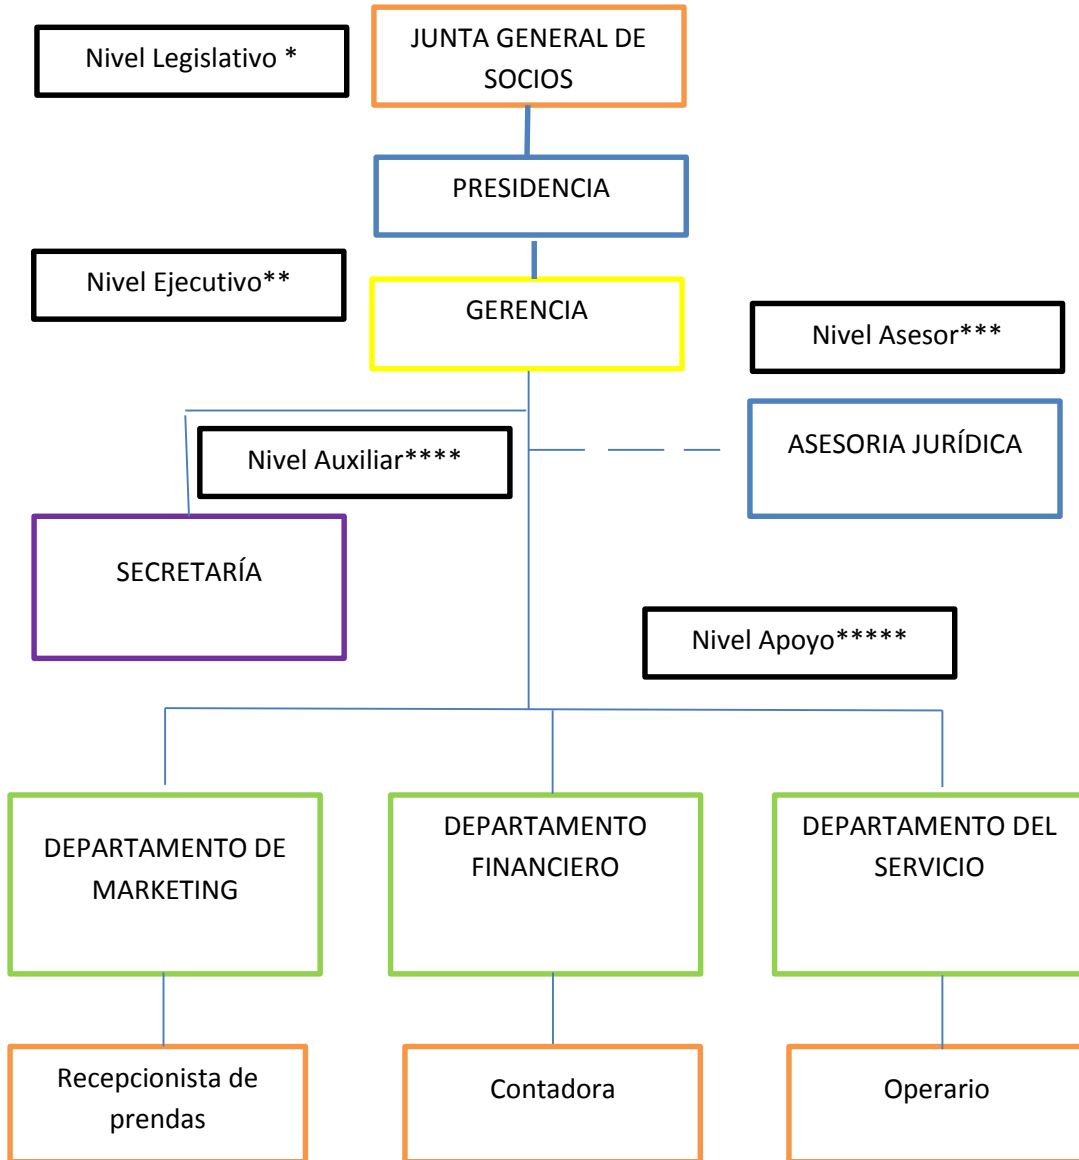 Nivel Legislativo *
JUNTA GENERAL DE
SOCIOS
PRESIDENCIA
Nivel Ejecutivo**
GERENCIA
Nivel Asesor***
ASESORIA JURÍDICA
Nivel Auxiliar****
SECRETARÍA
Nivel Apoyo*****
DEPARTAMENTO DE
MARKETING
DEPARTAMENTO
FINANCIERO
DEPARTAMENTO DEL
SERVICIO
Recepcionista de
prendas
Contadora
Operario